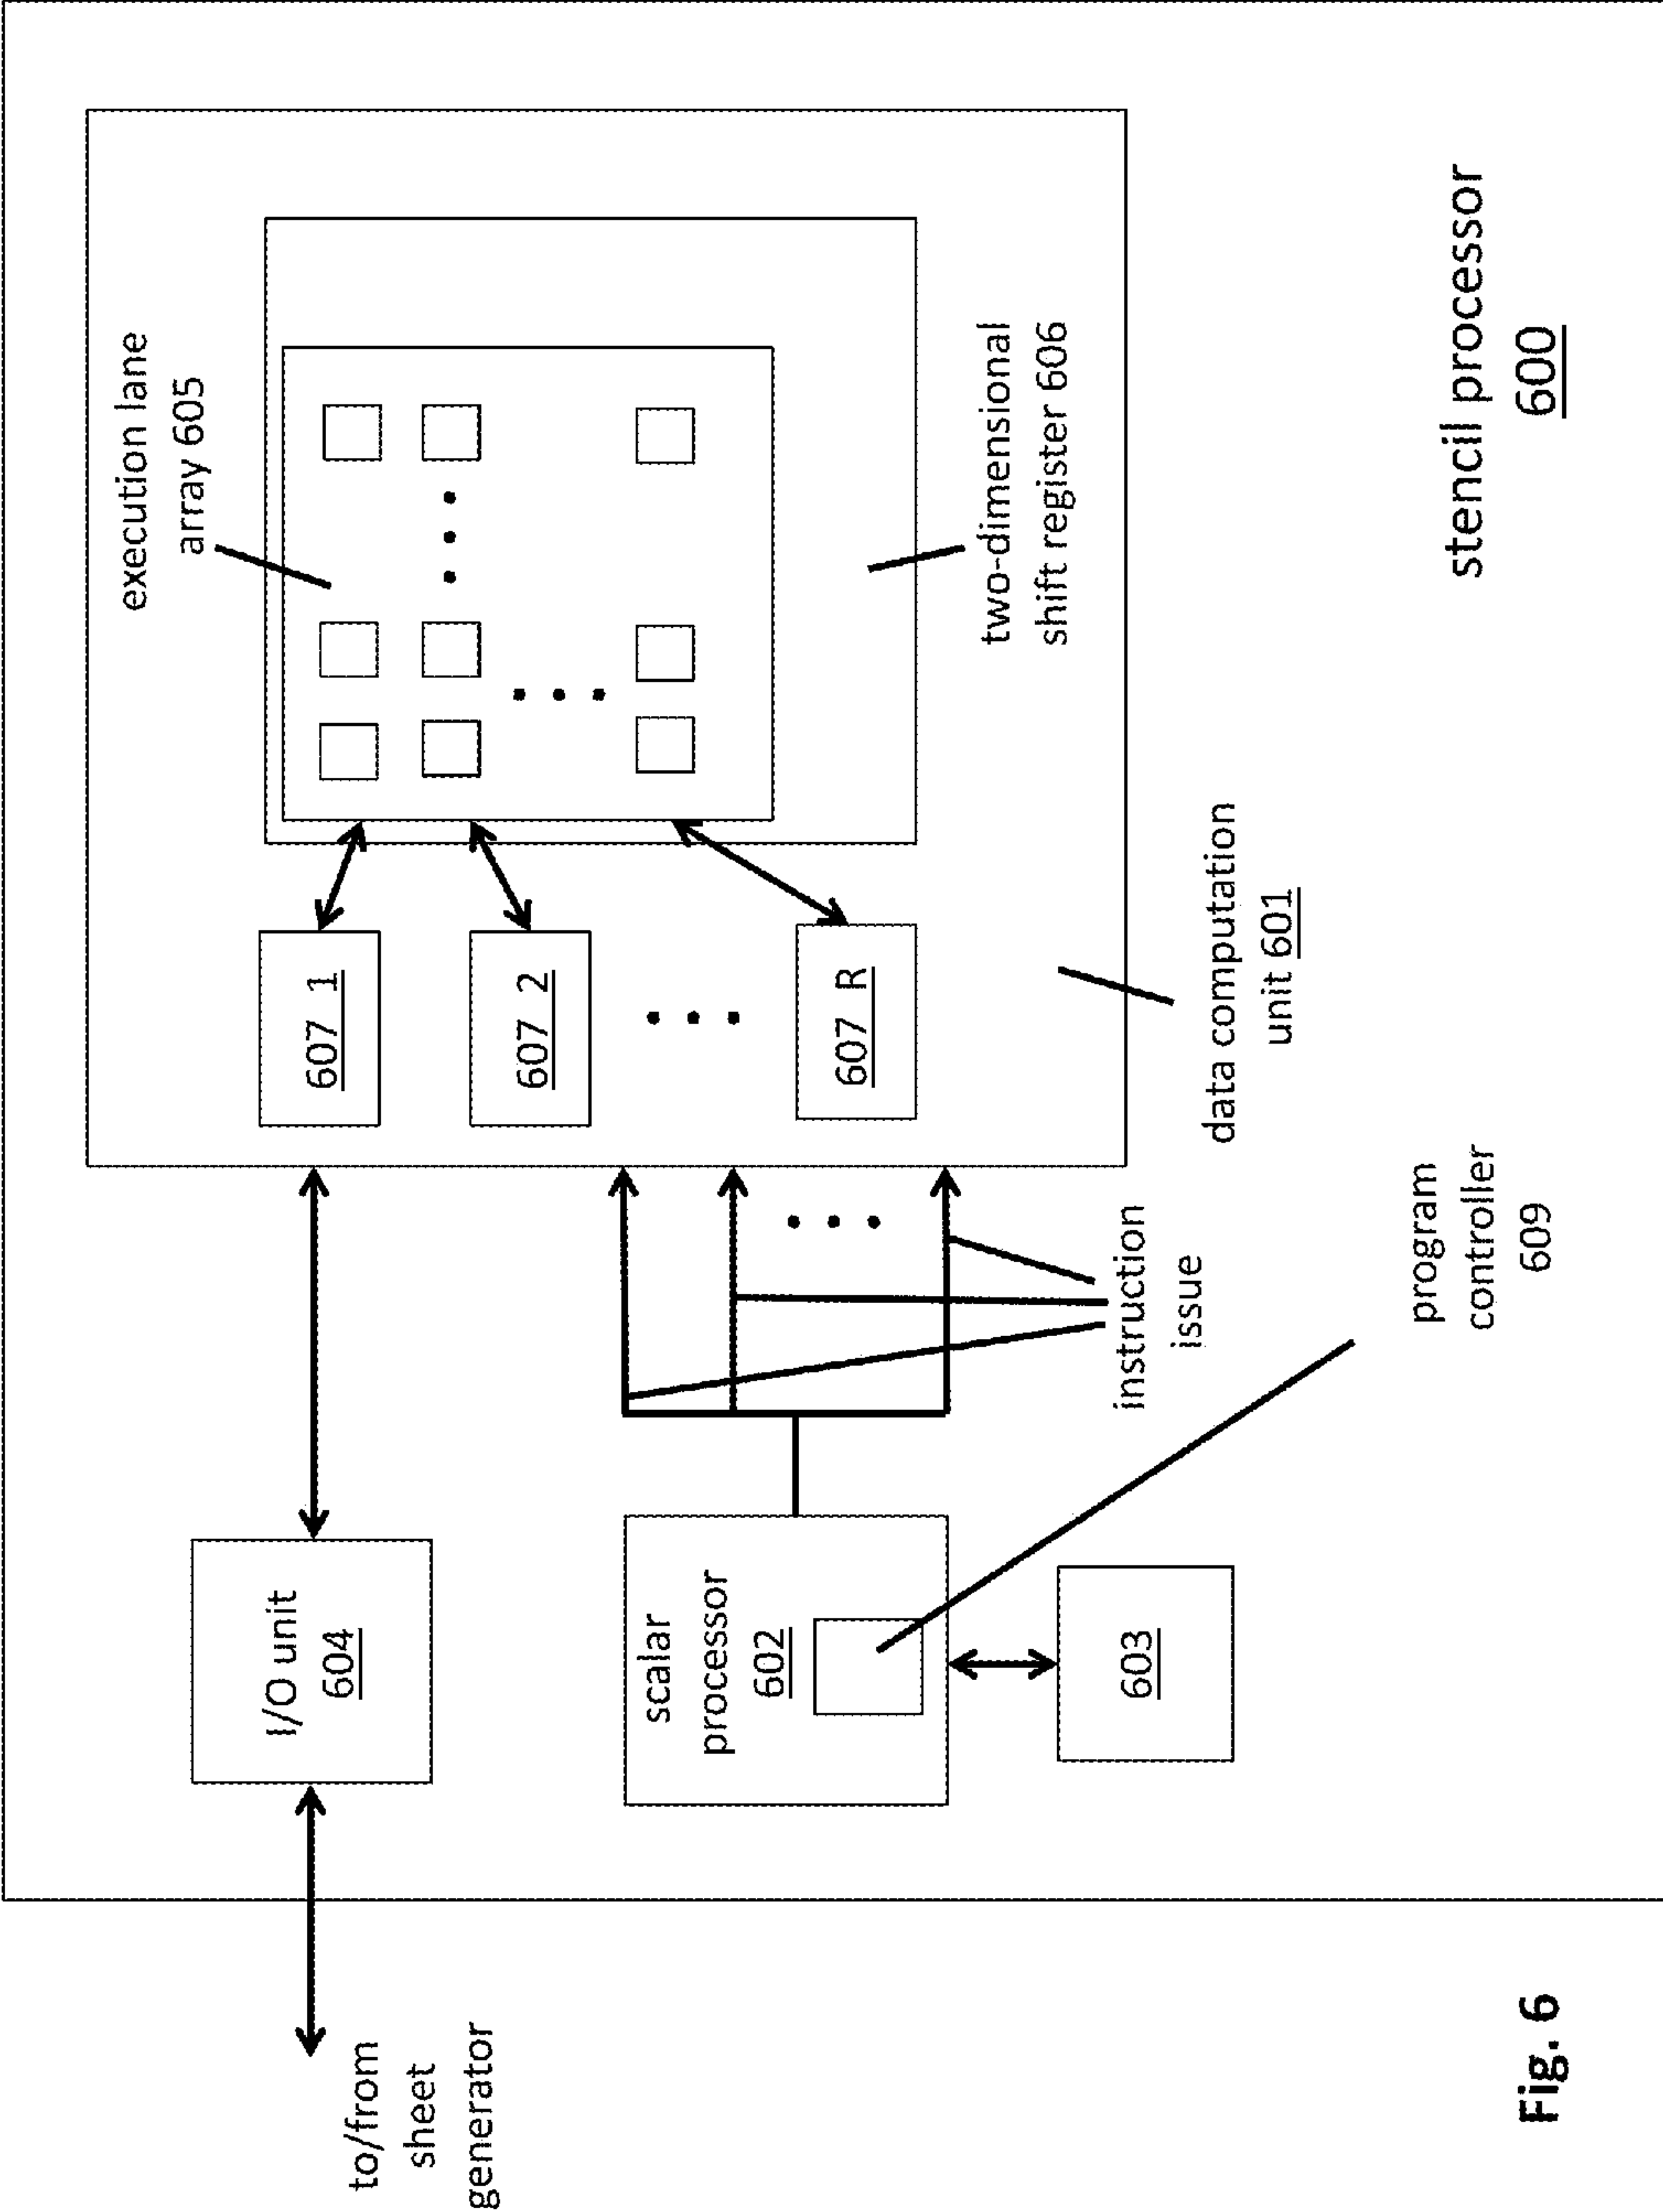 to/from
sheet
generator
I/O unit
604
scalar
processor
602
603
instruction
issue
program
controller
609
607_1
607_2
607_R
execution lane
array 605
two-dimensional
shift register 606
data computation
unit 601
stencil processor
600
Fig. 6